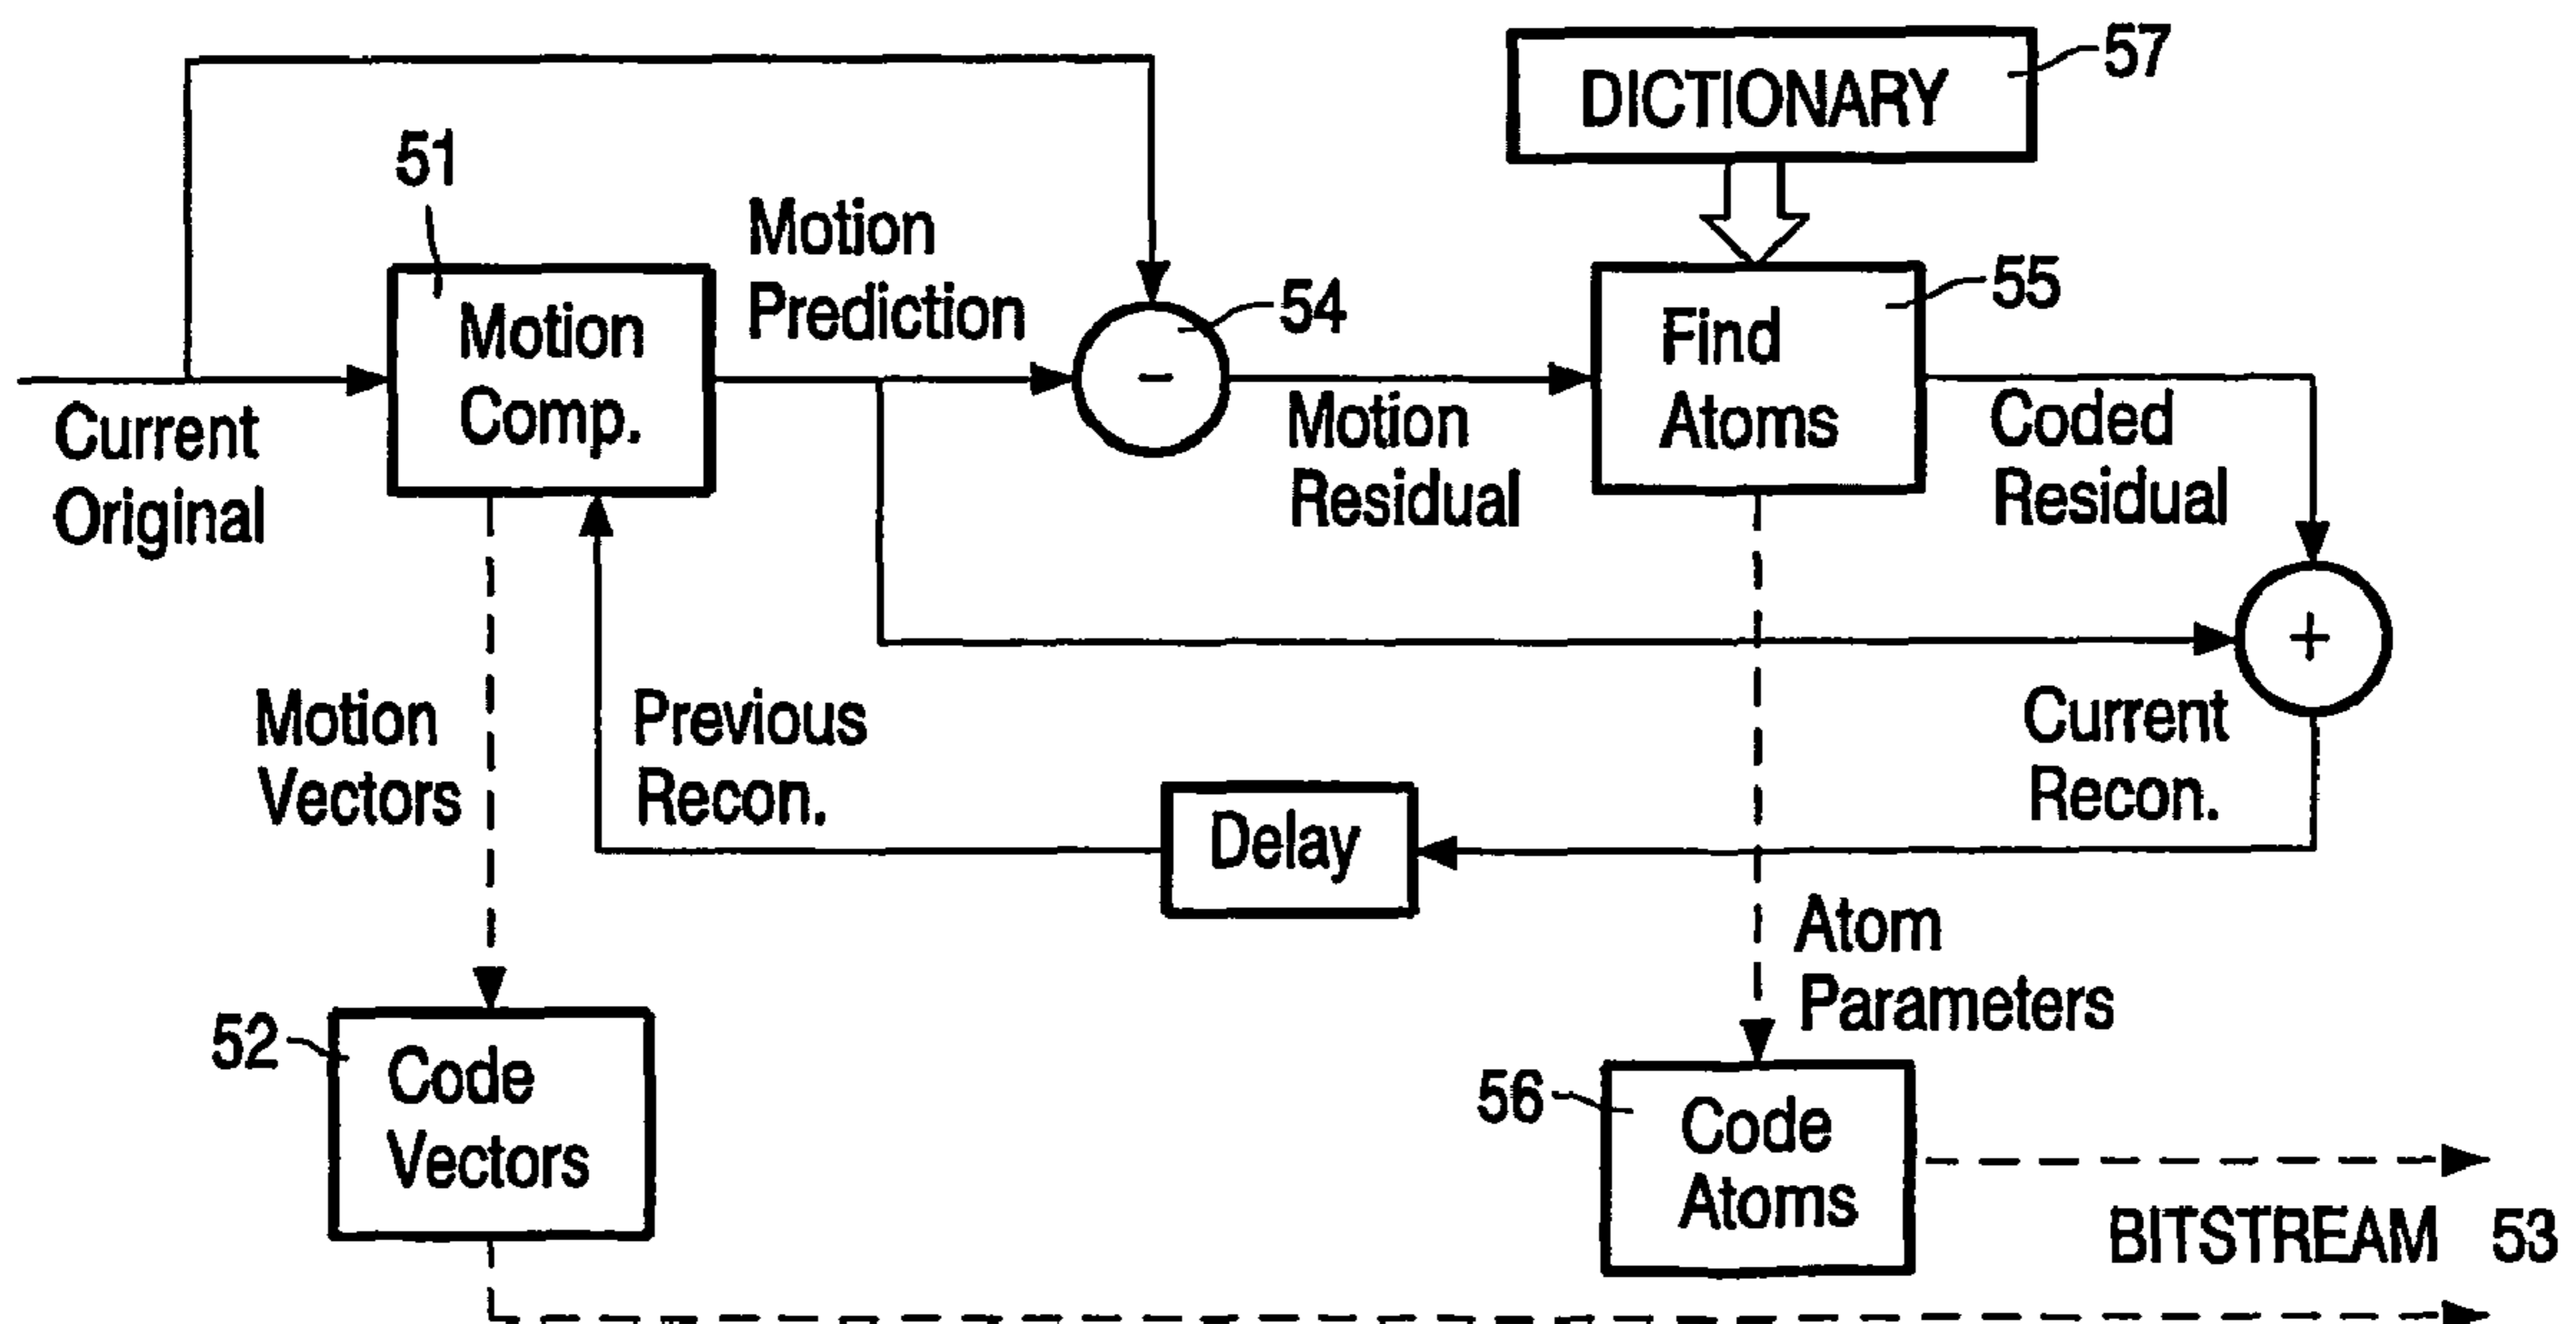 DICTIONARY
57
51
Motion
Prediction
54
55
Motion
Comp.
-
Find
Atoms
Current
Original
Motion
Residual
Coded
Residual
+
Motion
Vectors
Previous
Recon.
Current
Recon.
Delay
Atom
Parameters
52
Code
Vectors
56
Code
Atoms
BITSTREAM 53